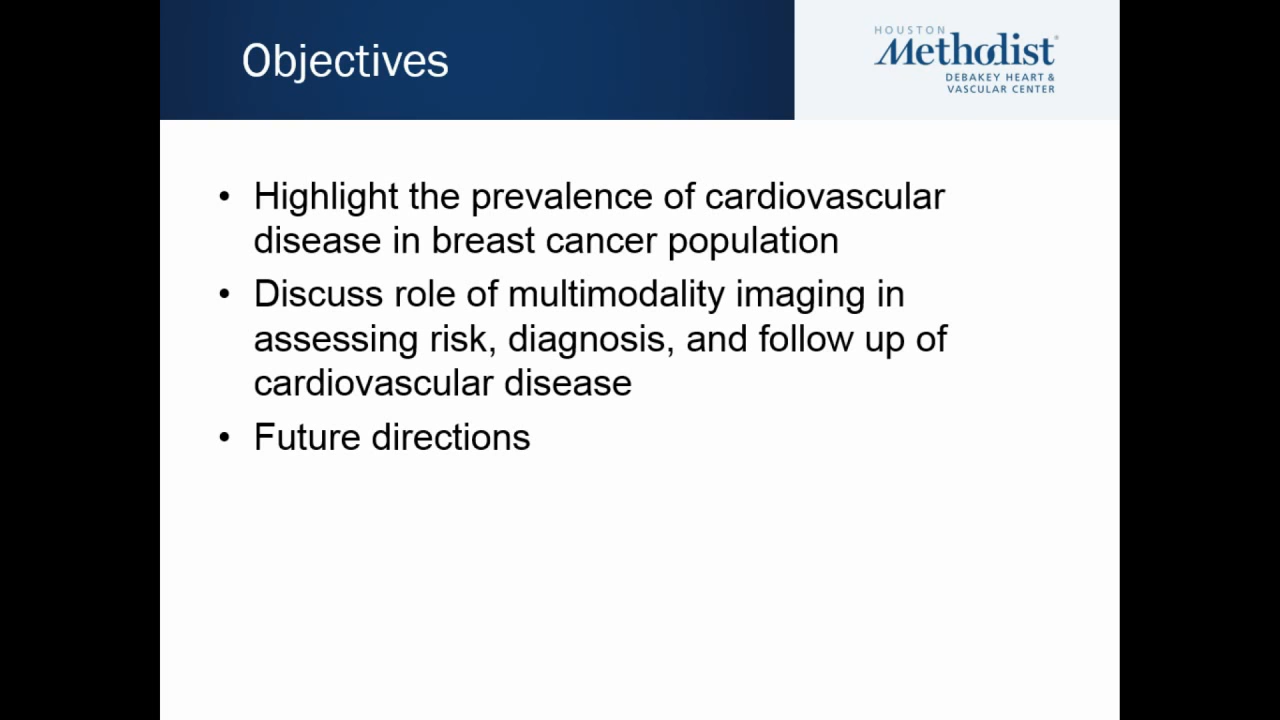 Objectives
HOUSTON
Methodist®
DEBAKEY HEART &
VASCULAR CENTER
• Highlight the prevalence of cardiovascular
disease in breast cancer population
• Discuss role of multimodality imaging in
assessing risk, diagnosis, and follow up of
cardiovascular disease
• Future directions